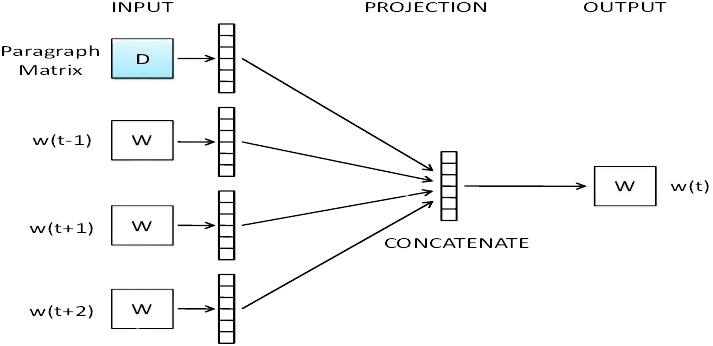 INPUT
PROJECTION
OUTPUT
Paragraph
Matrix
D
w(t-1)
W
w(t+1)
W
w(t+2)
W
CONCATENATE
W
w(t)